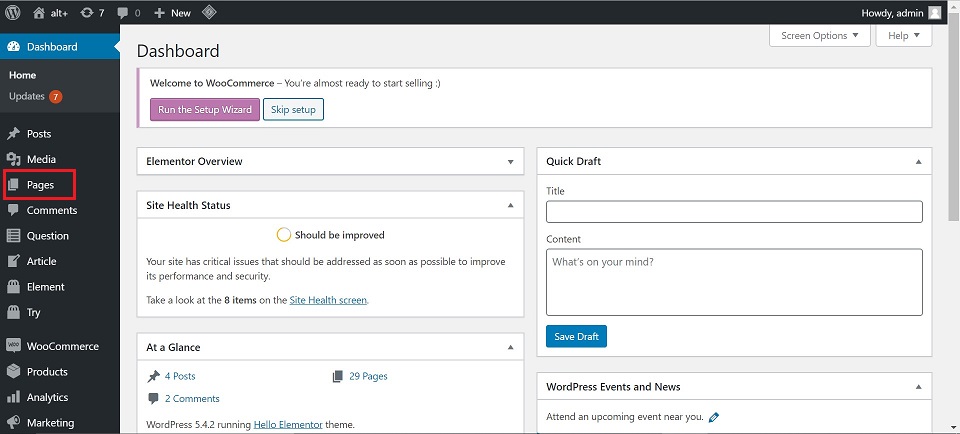 alt+ 7 0 New Howdy, admin
Dashboard
Home
Updates 7
Posts
Media
Pages
Comments
Question
Article
Element
Try
WOO WooCommerce
Products
Analytics
Marketing
Screen Options ▼ Help ▼
Dashboard
Welcome to WooCommerce – You're almost ready to start selling :)
Run the Setup Wizard Skip setup
Elementor Overview
Site Health Status
Should be improved
Your site has critical issues that should be addressed as soon as possible to improve
its performance and security.
Take a look at the 8 items on the Site Health screen.
At a Glance
4 Posts 29 Pages
2 Comments
WordPress 5.4.2 running Hello Elementor theme.
Quick Draft
Title
Content
What's on your mind?
Save Draft
WordPress Events and News
Attend an upcoming event near you.